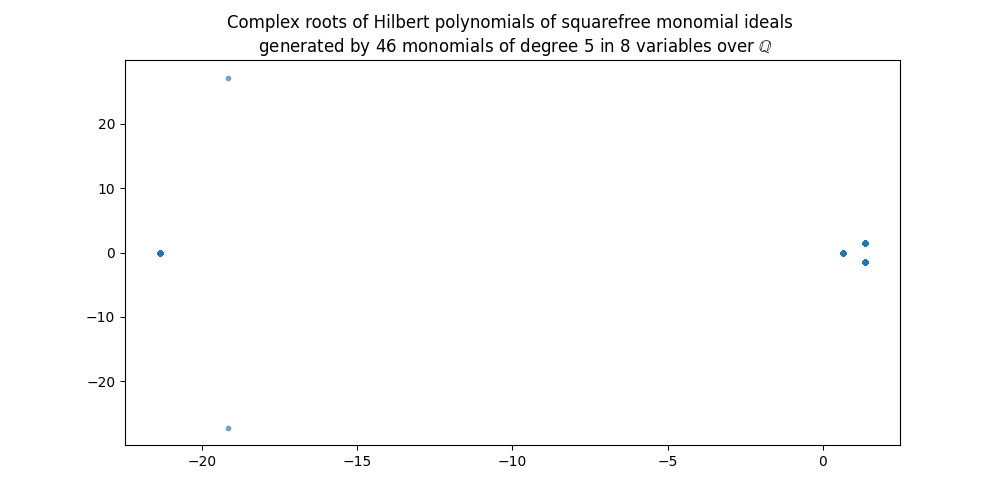 Complex roots of Hilbert polynomials of squarefree monomial ideals
generated by 46 monomials of degree 5 in 8 variables over ℚ
20
10
0
−10
−20
−20 −15 −10 −5 0